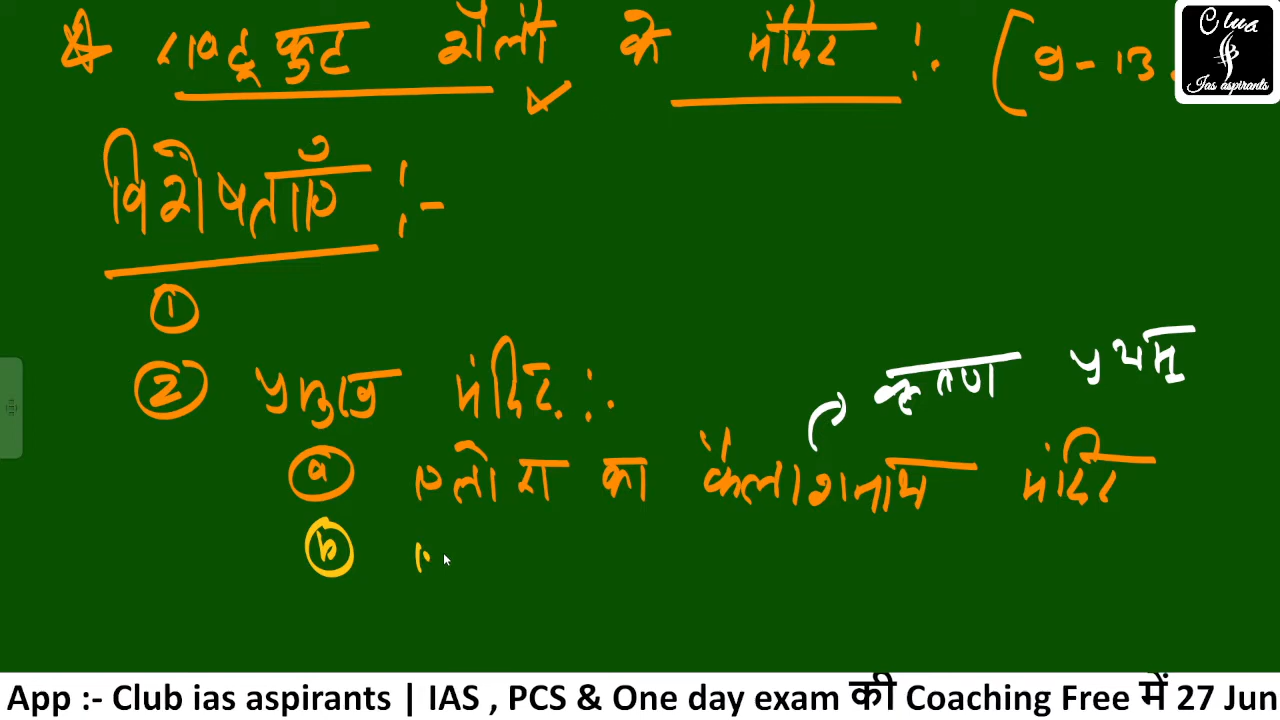 राष्ट्रकुट शैली के मंदिर :- [9-13.
Club
Ias aspirants
विशेषताएँ :-
①
② प्रमुख मंदिर :-
कृष्ण प्रथम
ⓐ एलोरा का कैलाशनाथ मंदिर
ⓑ
App :- Club ias aspirants | IAS , PCS & One day exam की Coaching Free में 27 Jun